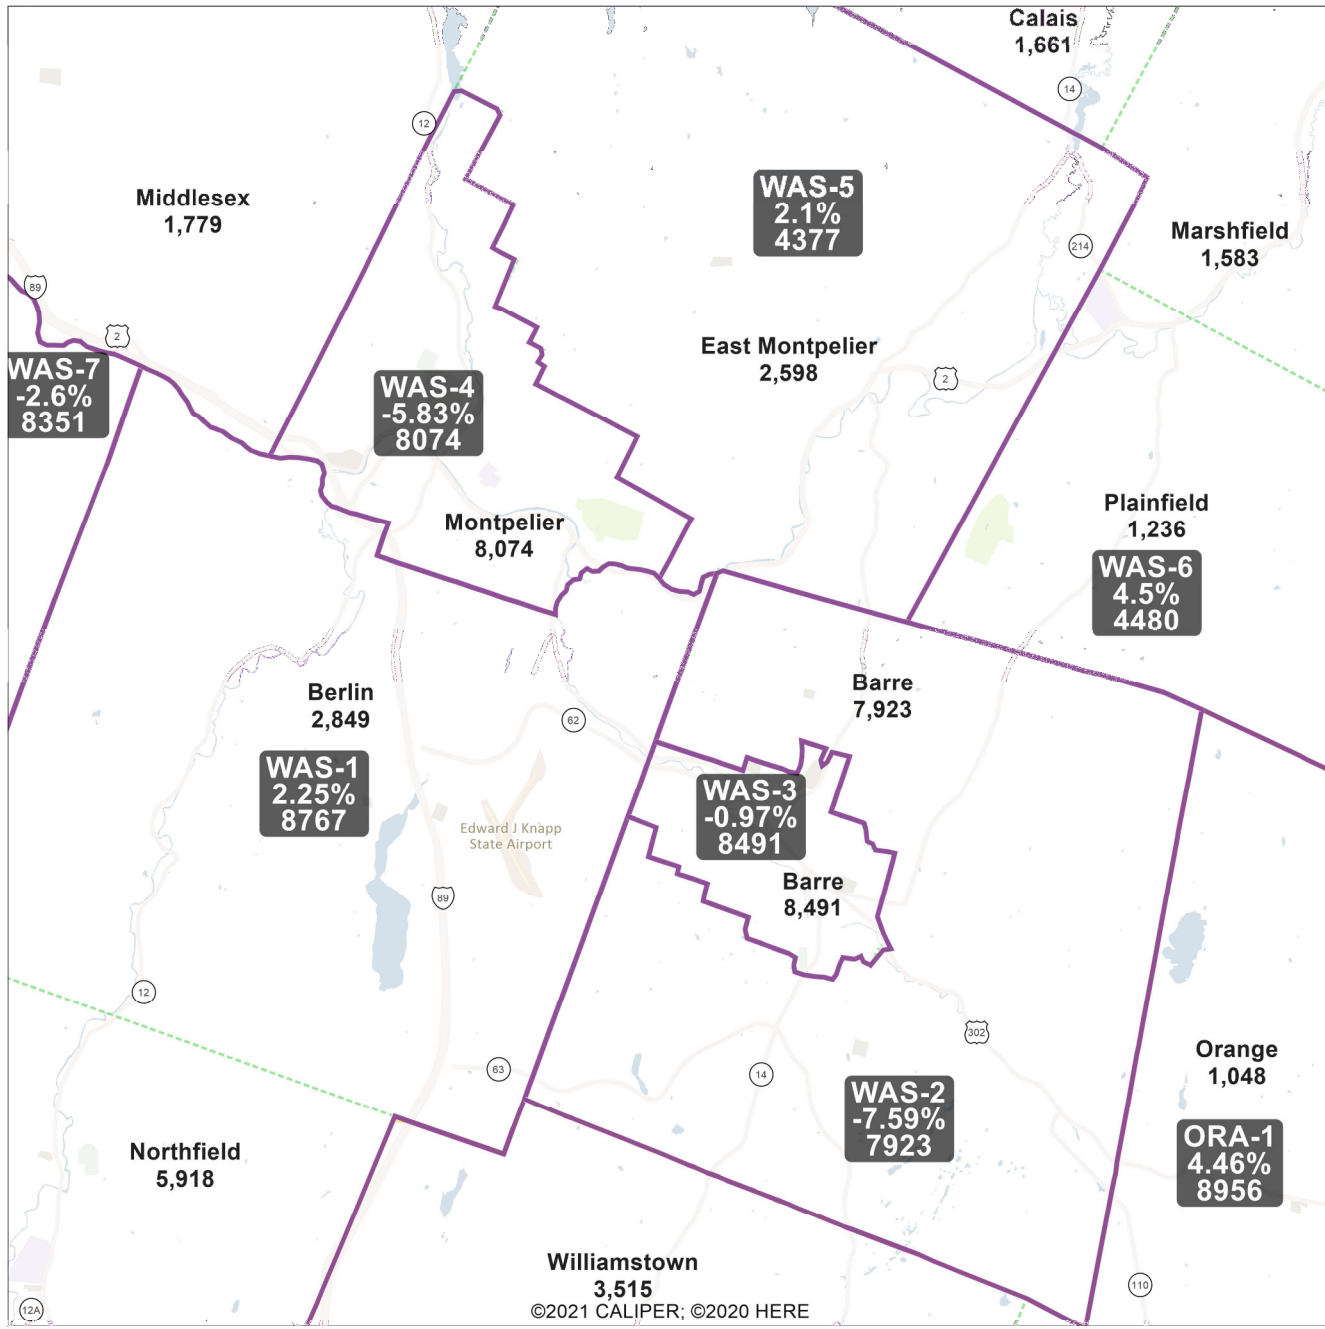 Calais
1,661
14
12
Middlesex
1,779
WAS-5
2.1%
4377
Marshfield
1,583
214
89
2
East Montpelier
2,598
2
WAS-7
-2.6%
8351
WAS-4
-5.83%
8074
Montpelier
8,074
Plainfield
1,236
WAS-6
4.5%
4480
Berlin
2,849
62
Barre
7,923
WAS-1
2.25%
8767
WAS-3
-0.97%
8491
Edward J Knapp
State Airport
Barre
8,491
89
12
302
63
14
Orange
1,048
WAS-2
-7.59%
7923
ORA-1
4.46%
8956
Northfield
5,918
Williamstown
3,515
110
12A
©2021 CALIPER; ©2020 HERE